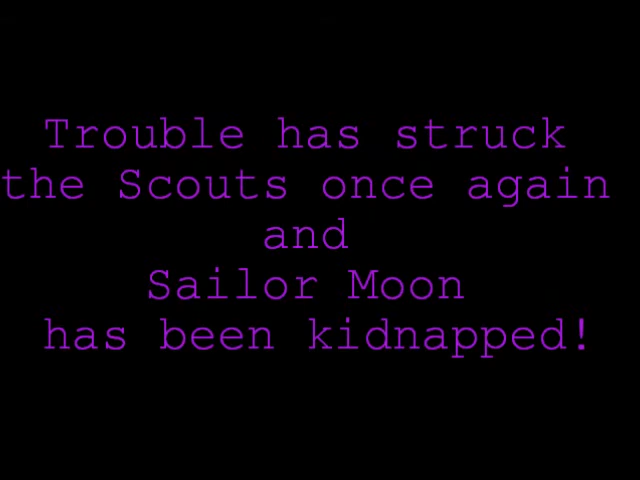 Trouble has struck
the Scouts once again
and
Sailor Moon
has been kidnapped!